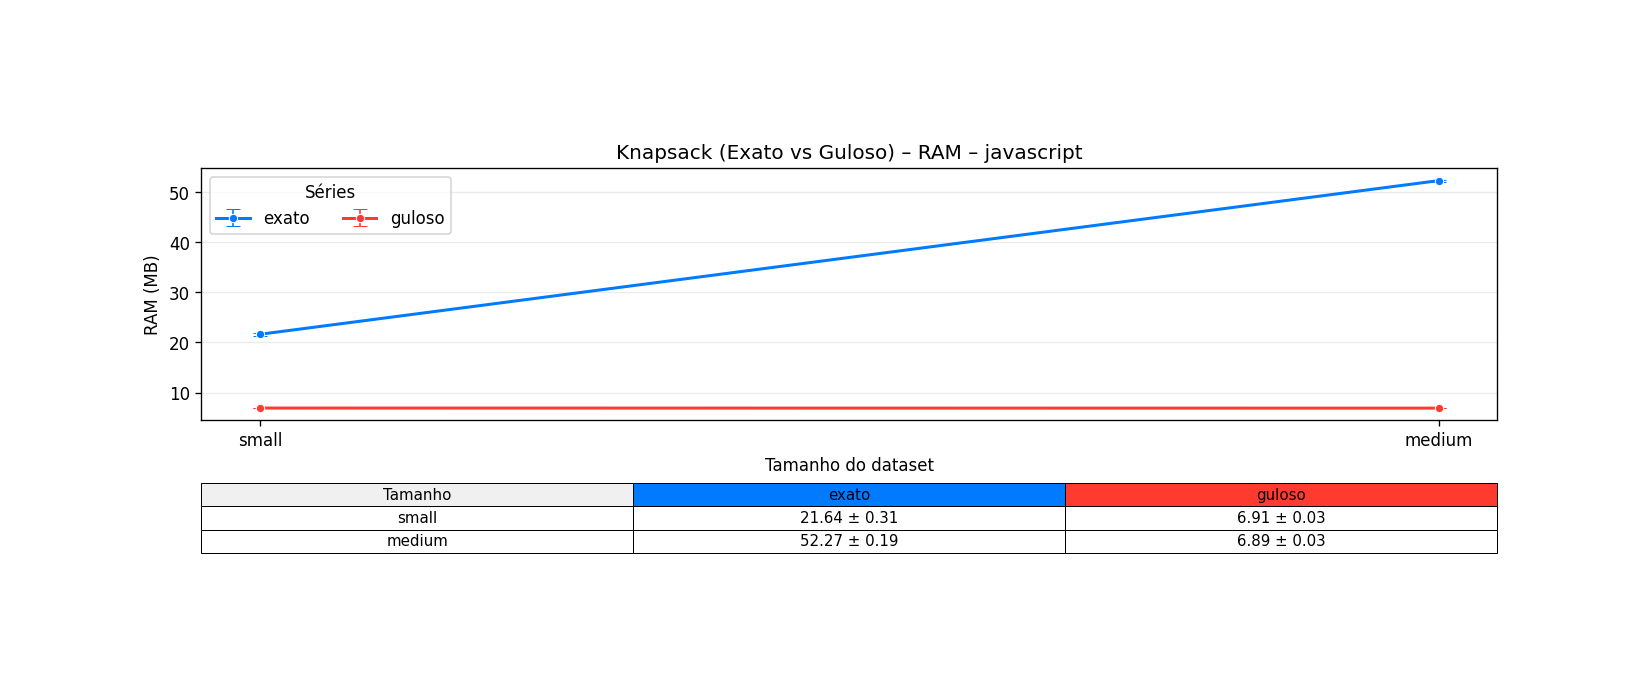 Knapsack (Exato vs Guloso) – RAM – javascript
Séries
exato guloso
RAM (MB)
50
40
30
20
10
small medium
Tamanho do dataset
Tamanho exato guloso
small 21.64 ± 0.31 6.91 ± 0.03
medium 52.27 ± 0.19 6.89 ± 0.03